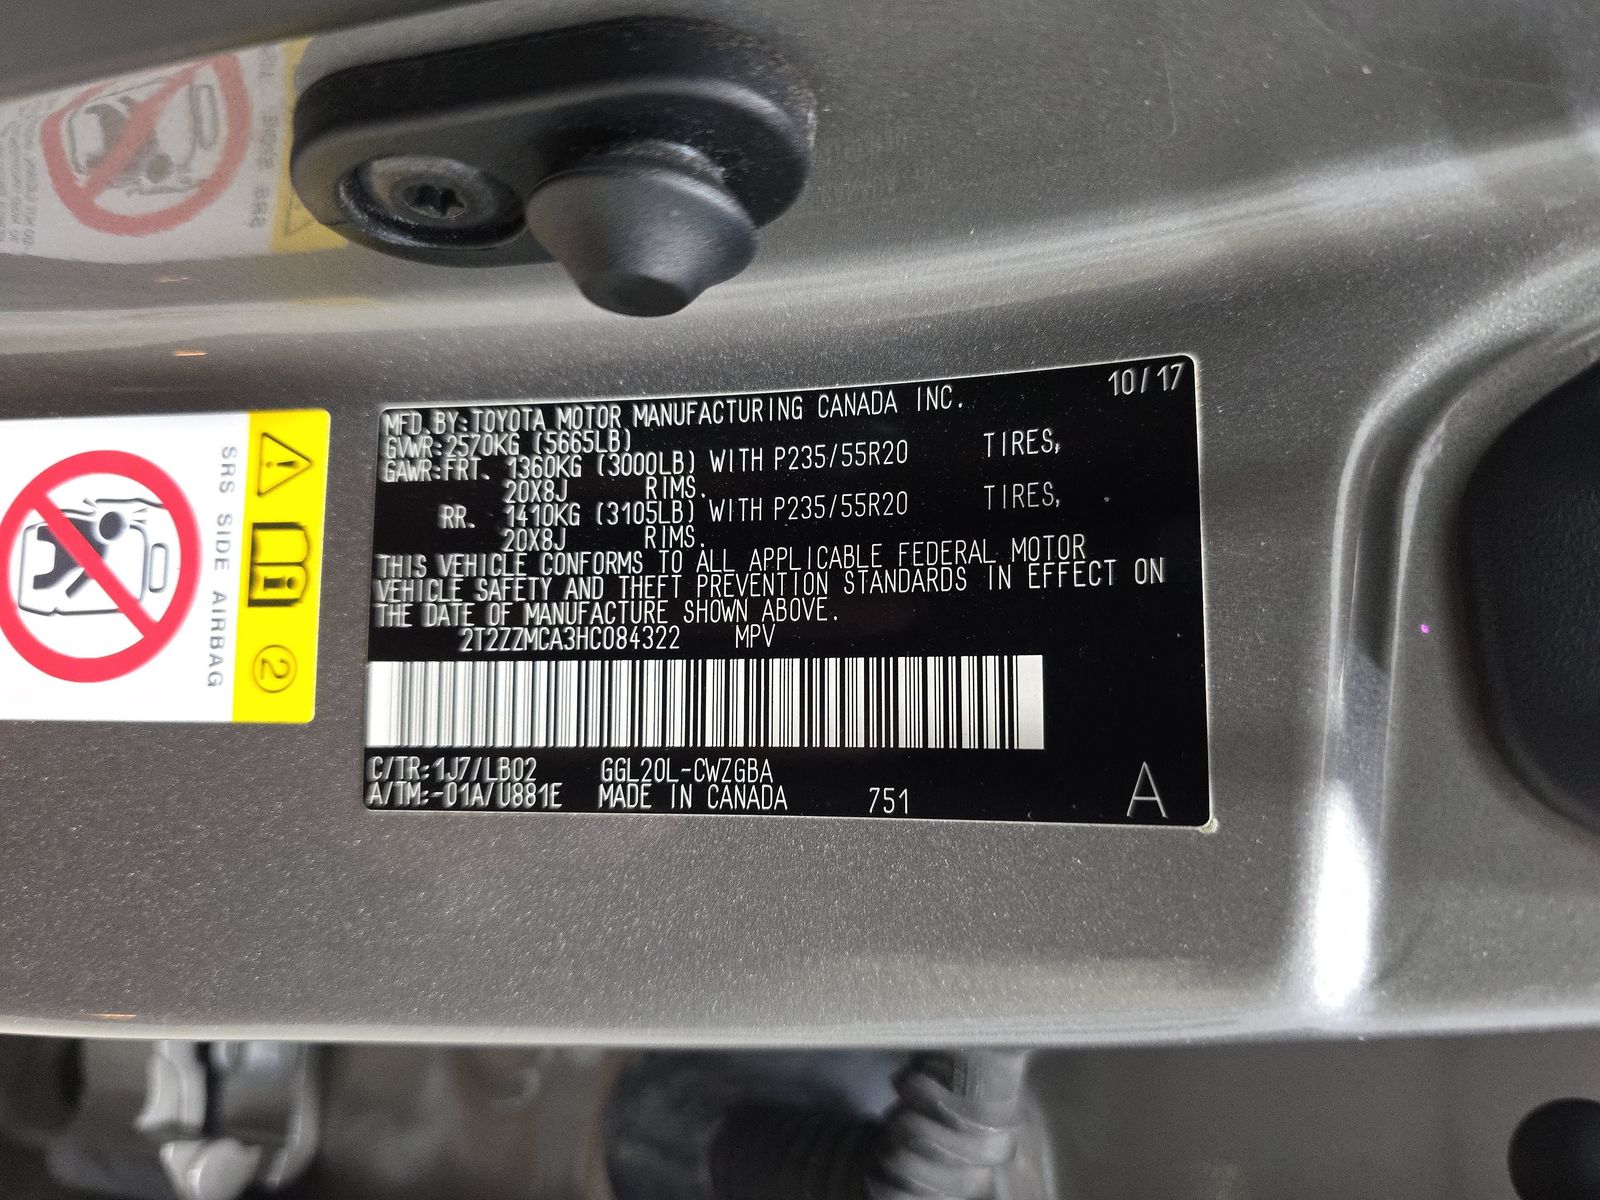 10/17
MFD.BY:TOYOTA MOTOR MANUFACTURING CANADA INC.
GVWR:2570KG (5665LB)
GAWR:FRT. 1360KG (3000LB) WITH P235/55R20 TIRES,
20X8J RIMS.
RR. 1410KG (3105LB) WITH P235/55R20 TIRES,
20X8J RIMS.
THIS VEHICLE CONFORMS TO ALL APPLICABLE FEDERAL MOTOR
VEHICLE SAFETY AND THEFT PREVENTION STANDARDS IN EFFECT ON
THE DATE OF MANUFACTURE SHOWN ABOVE.
2T2ZZMCA3HC084322 MPV
C/TR:1J7/LB02 GGL20L-CWZGBA
A/TM:-01A/U881E MADE IN CANADA 751
A
SRS SIDE AIRBAG
2